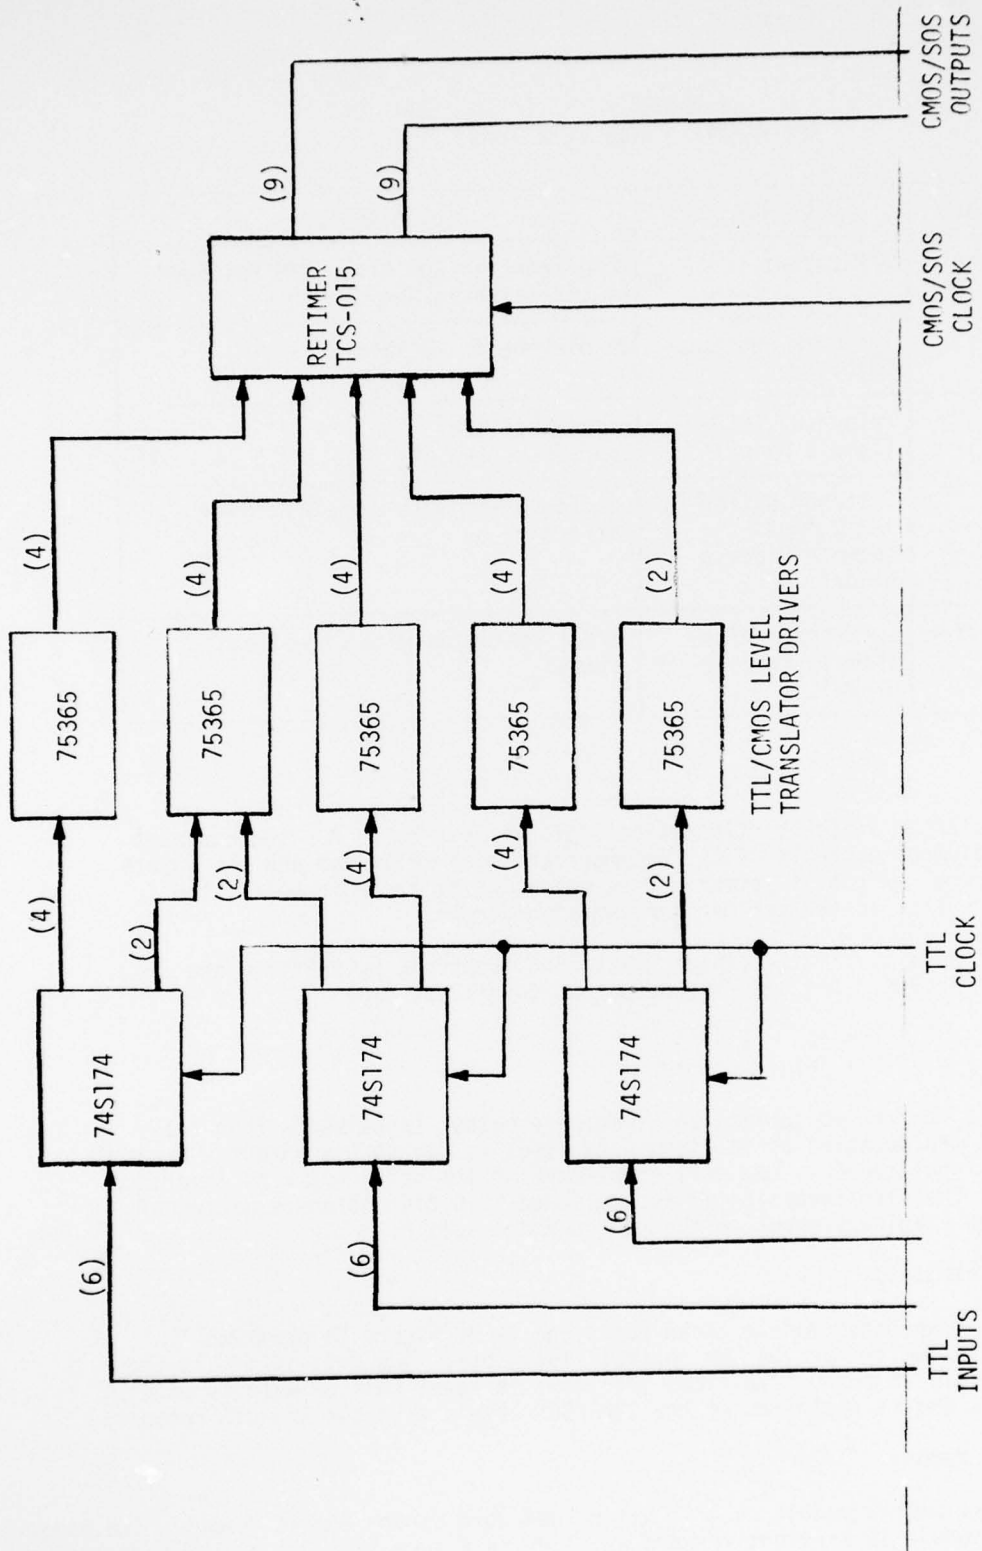 (6)
(6)
(6)
TTL
INPUTS
74S174
74S174
74S174
TTL
CLOCK
(4)
(2)
(2)
(4)
(4)
(2)
75365
75365
75365
75365
75365
TTL/CMOS LEVEL
TRANSLATOR DRIVERS
(4)
(4)
(4)
(4)
(2)
RETIMER
TCS-015
CMOS/SOS
CLOCK
(9)
(9)
CMOS/SOS
OUTPUTS